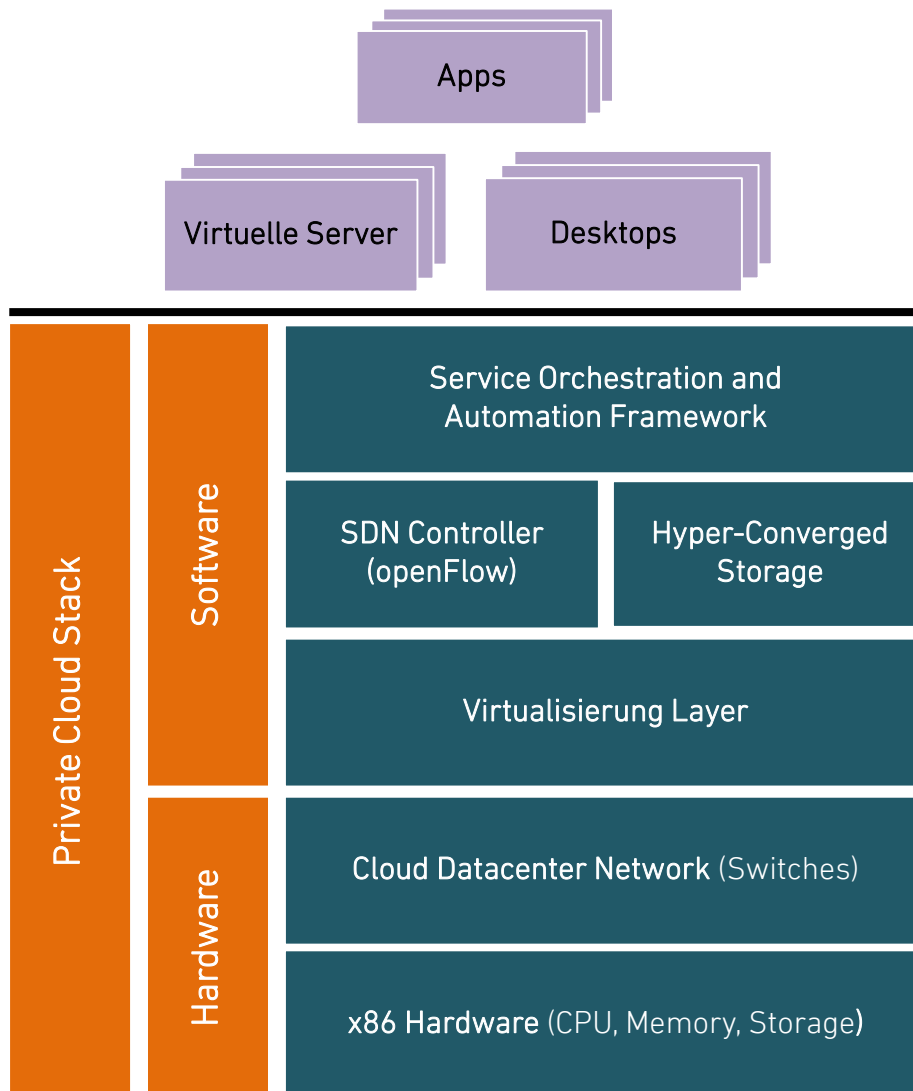 Apps
Virtuelle Server
Desktops
Private Cloud Stack
Software
Service Orchestration and
Automation Framework
SDN Controller
(openFlow)
Hyper-Converged
Storage
Virtualisierung Layer
Hardware
Cloud Datacenter Network (Switches)
x86 Hardware (CPU, Memory, Storage)